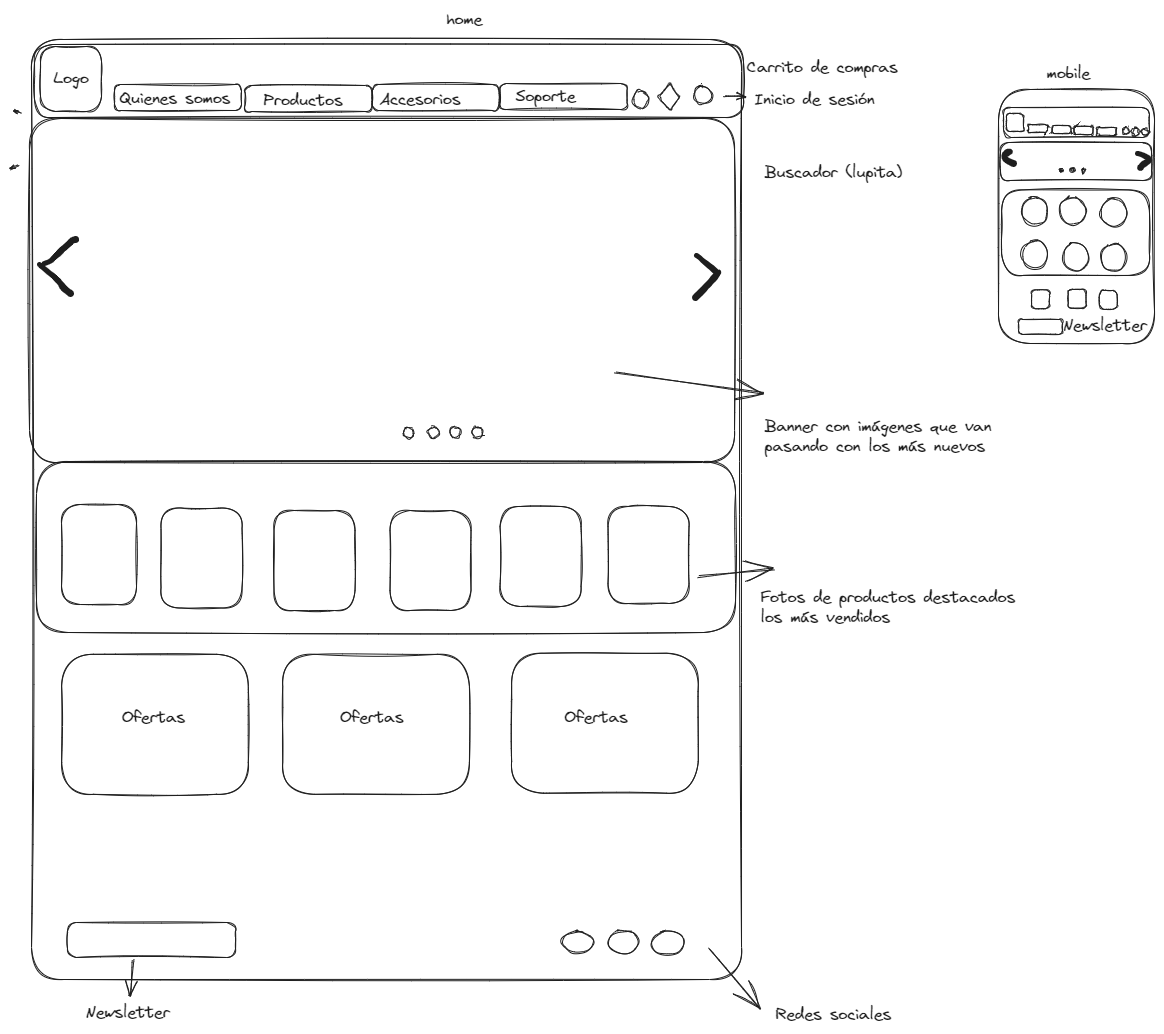 home
Logo
Quienes somos
Productos
Accesorios
Soporte
Carrito de compras
Inicio de sesión
Buscador (lupita)
Banner con imágenes que van
pasando con los más nuevos
Fotos de productos destacados
los más vendidos
Ofertas
Ofertas
Ofertas
Newsletter
Redes sociales
mobile
Newsletter